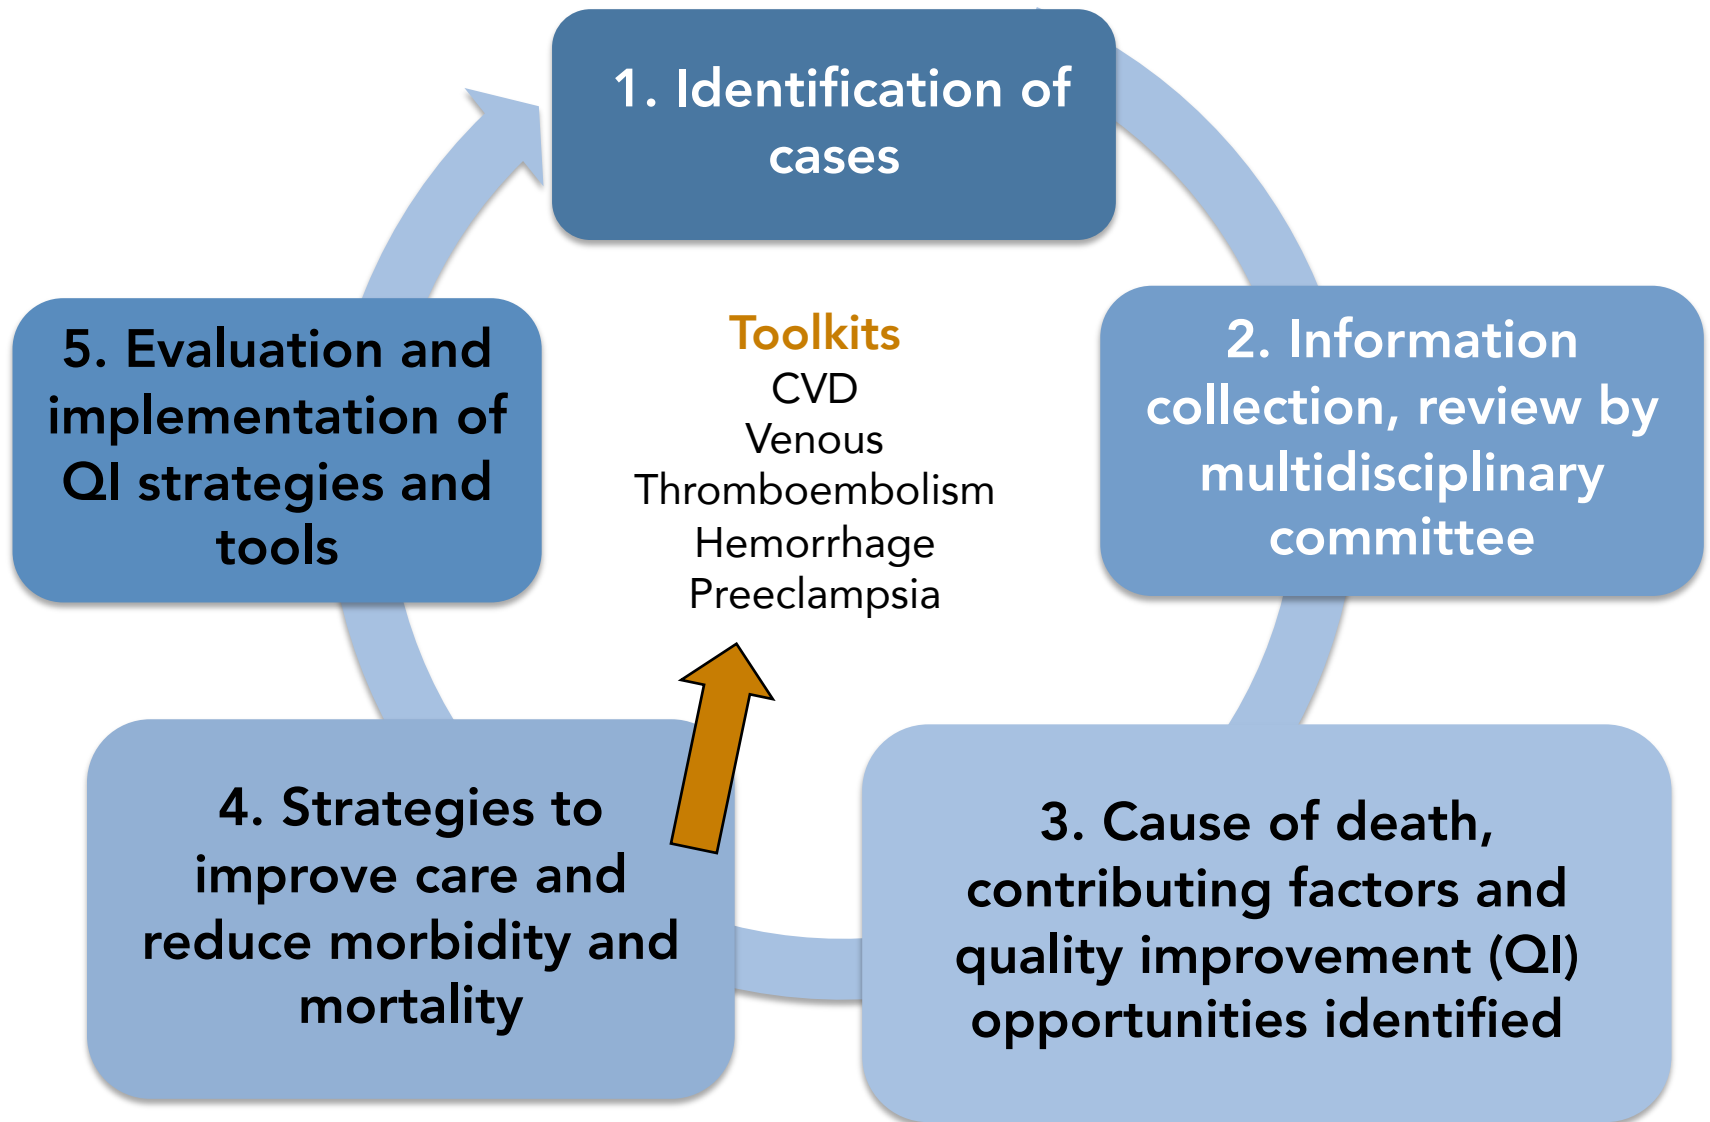 1. Identification of
cases
2. Information
collection, review by
multidisciplinary
committee
3. Cause of death,
contributing factors and
quality improvement (QI)
opportunities identified
4. Strategies to
improve care and
reduce morbidity and
mortality
5. Evaluation and
implementation of
QI strategies and
tools
Toolkits
CVD
Venous
Thromboembolism
Hemorrhage
Preeclampsia